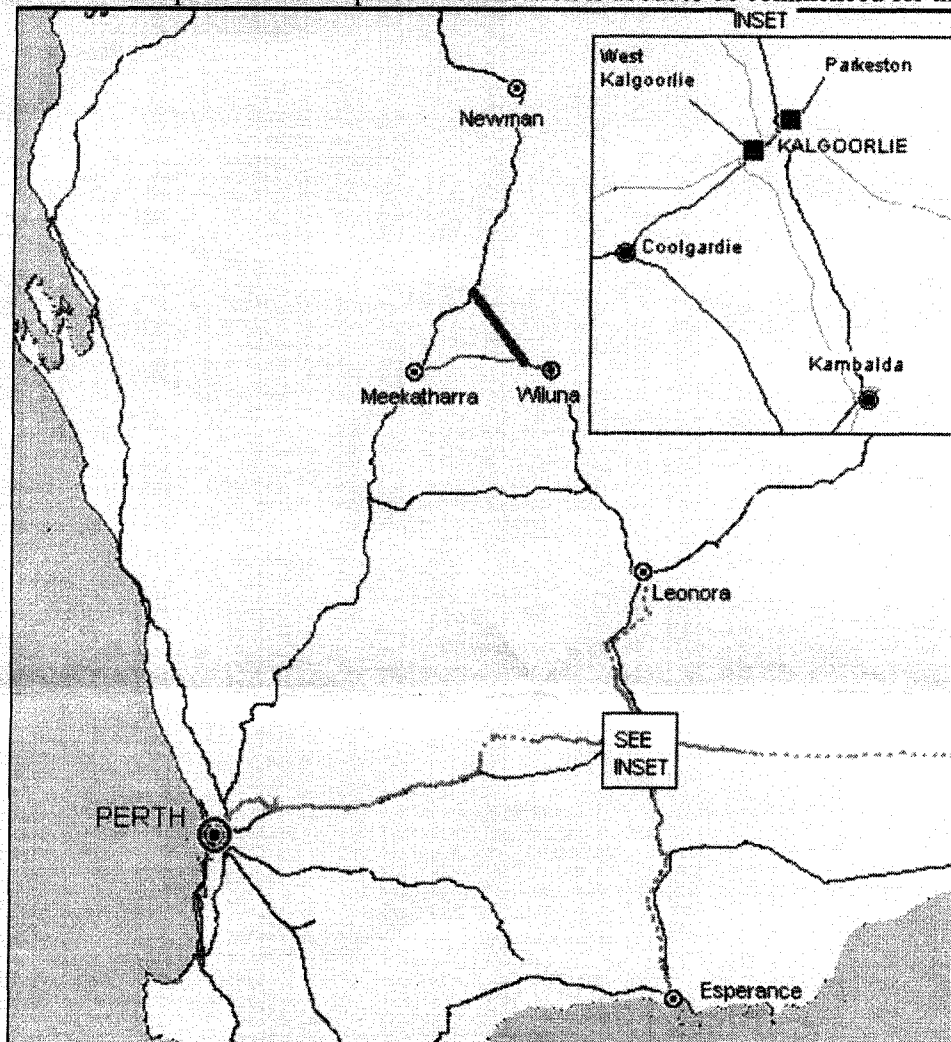 INSET
West
Kalgoorlie
Parkeston
KALGOORLIE
Coolgardie
Kambalda
Newman
Meekatharra
Wiluna
Leonora
SEE
INSET
PERTH
Esperance